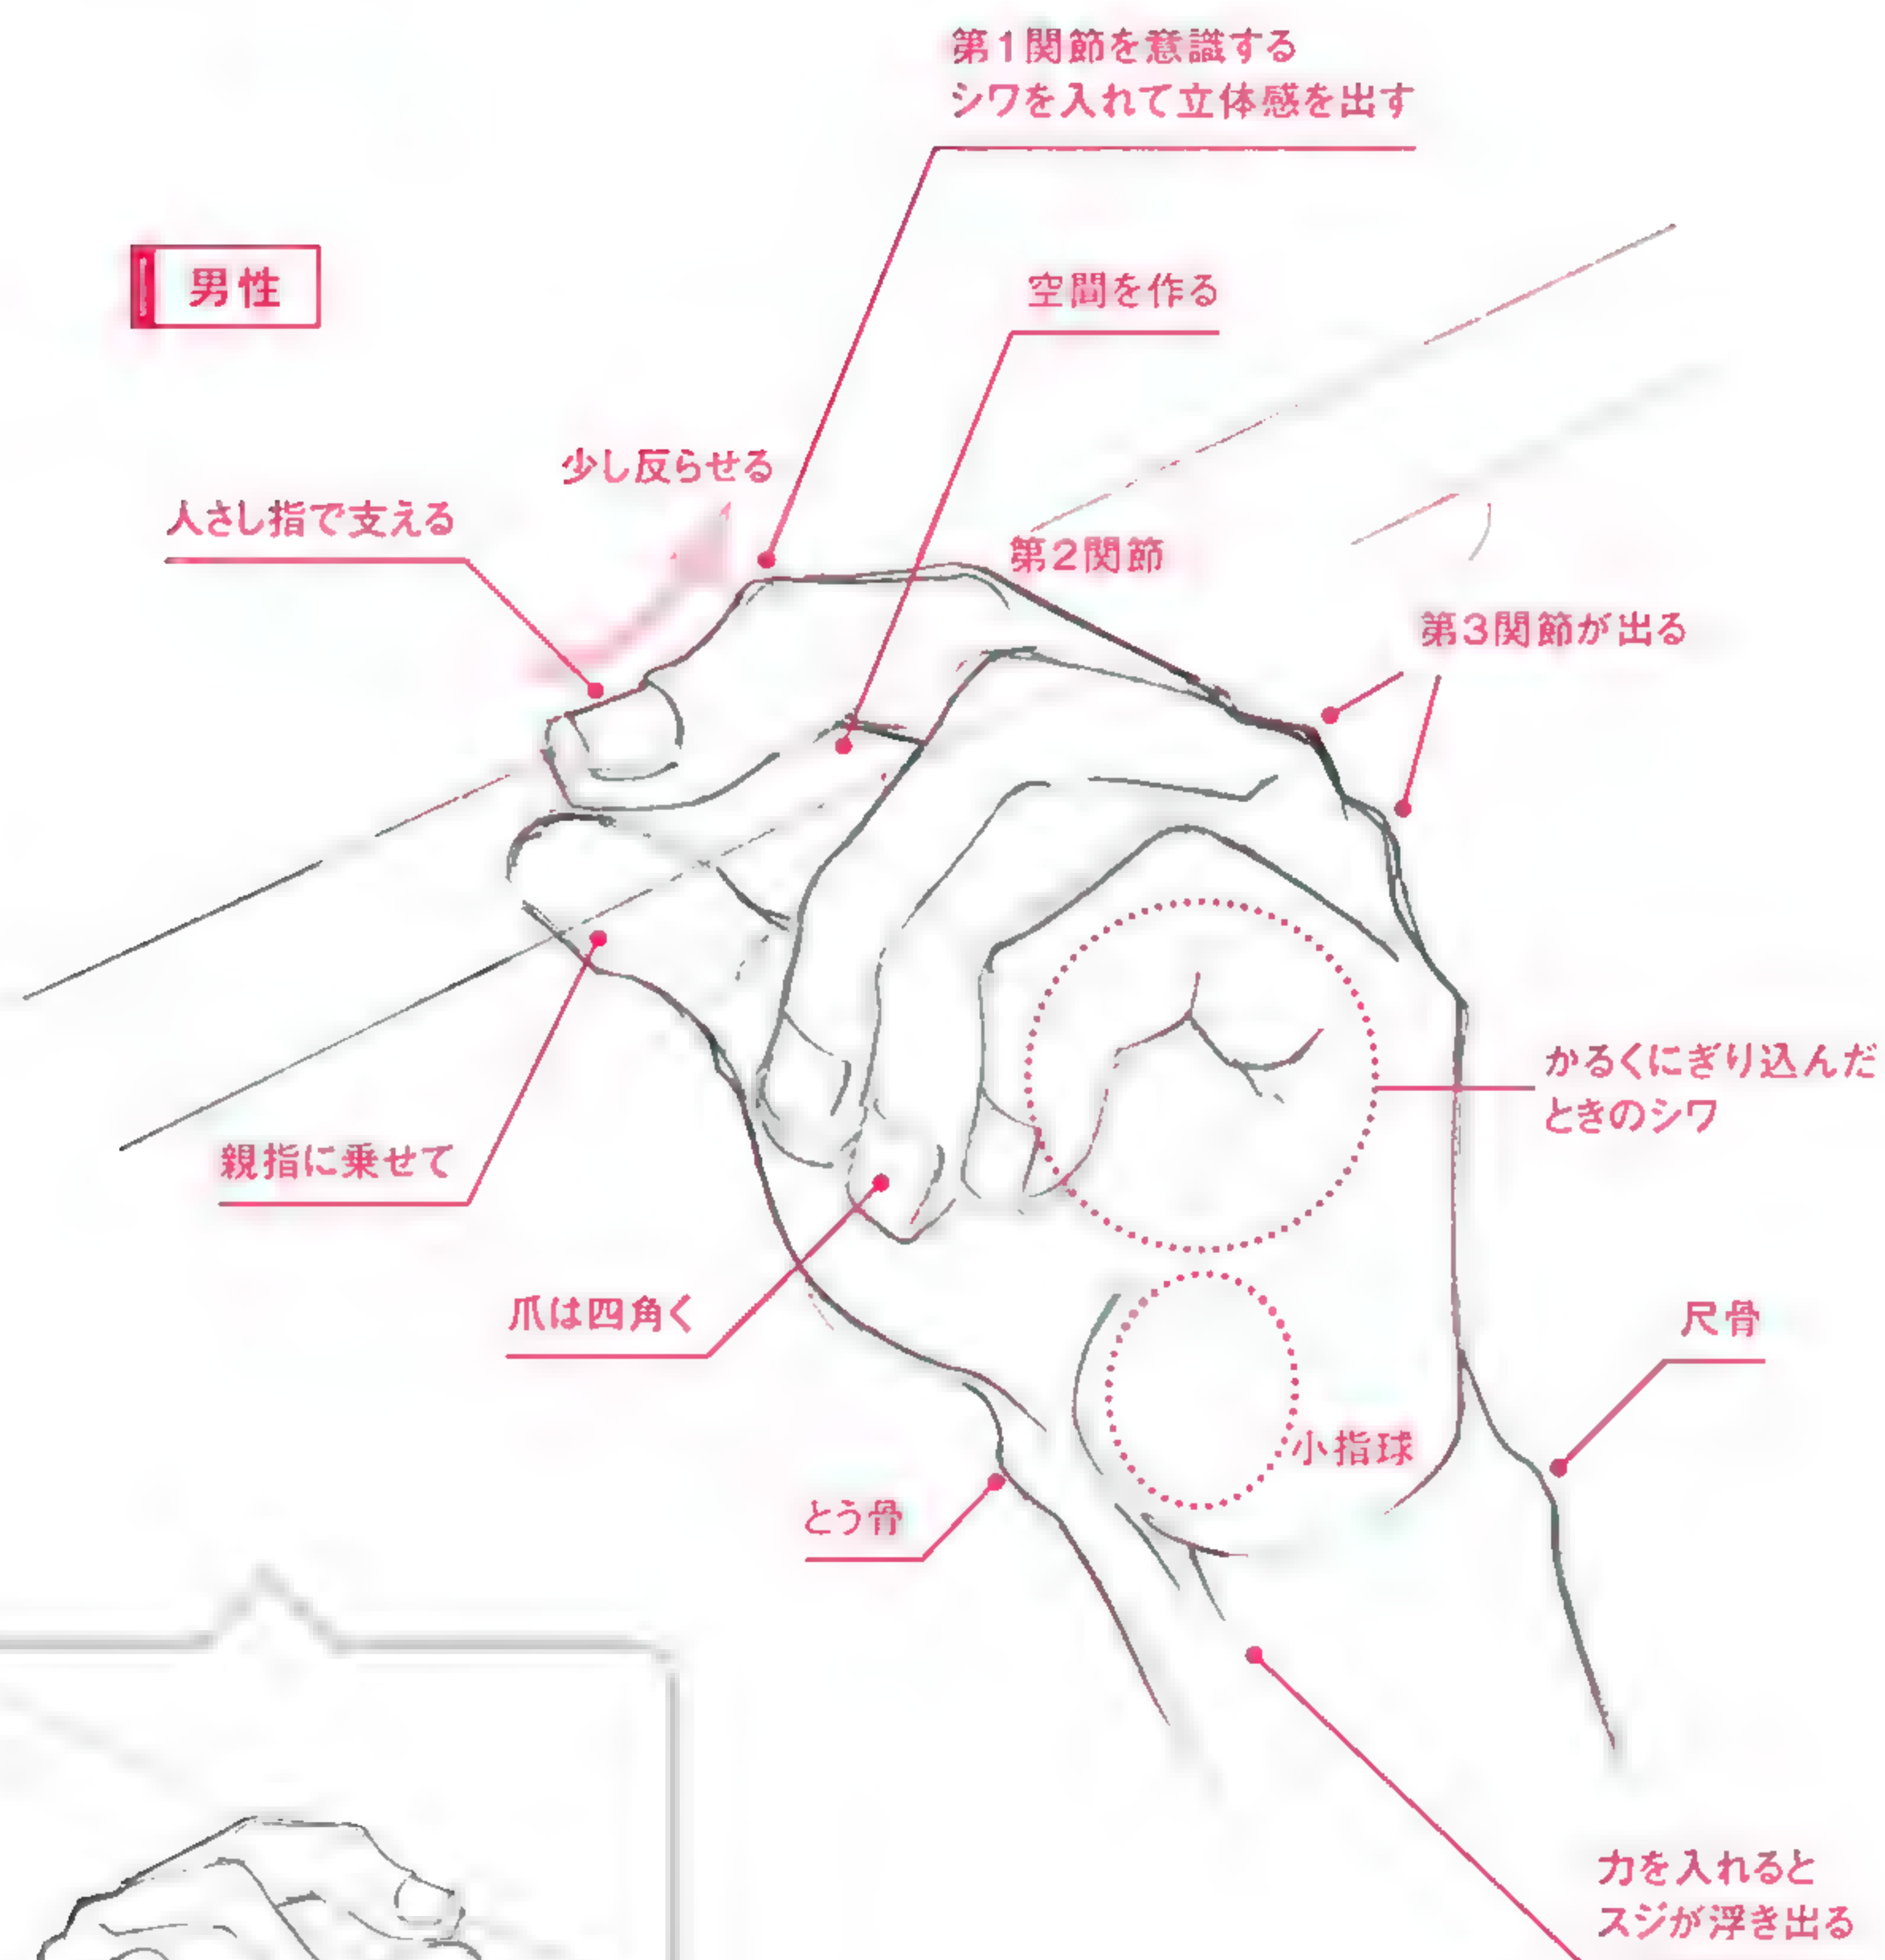 第1関節を意識する
シワを入れて立体感を出す
男性
空間を作る
少し反らせる
人さし指で支える
第2関節
第3関節が出る
かるくにぎり込んだ
ときのシワ
親指に乗せて
爪は四角く
尺骨
小指球
とう骨
力を入れると
スジが浮き出る